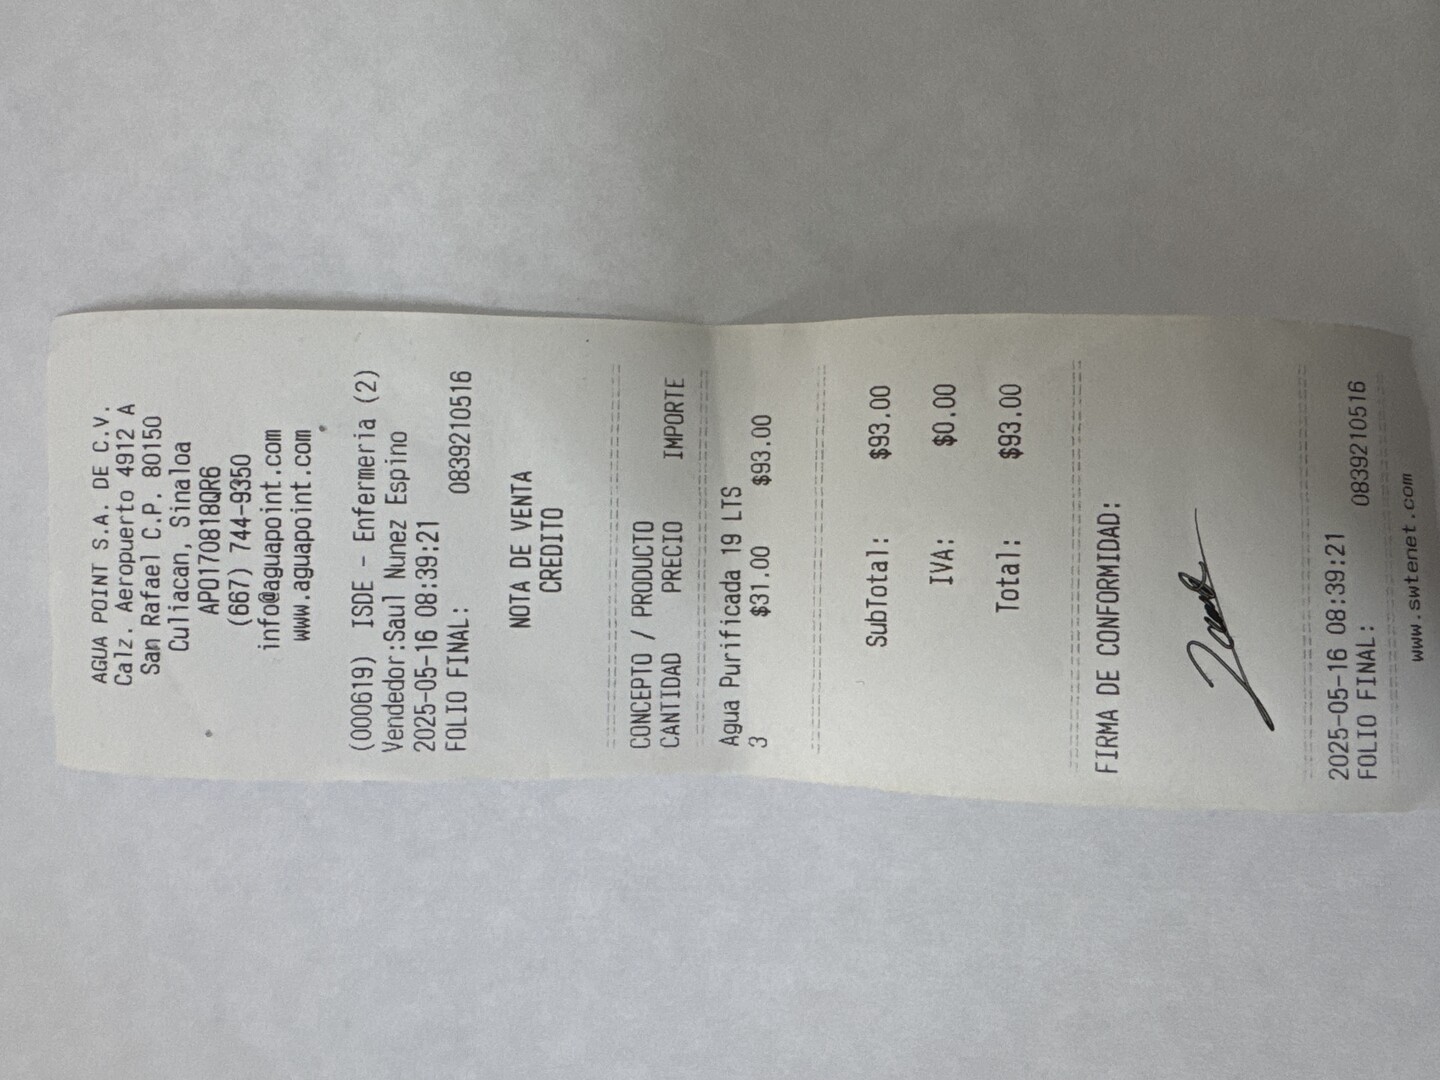 AGUA POINT S.A. DE C.V.
Calz. Aeropuerto 4912 A
San Rafael C.P. 80150
Culiacan, Sinaloa
APO170818QR6
(667) 744-9350
info@aguapoint.com
www.aguapoint.com
(000619) ISDE - Enfermeria (2)
Vendedor:Saul Nunez Espino
2025-05-16 08:39:21
FOLIO FINAL: 0839210516
NOTA DE VENTA
CREDITO
CONCEPTO / PRODUCTO
CANTIDAD PRECIO IMPORTE
Agua Purificada 19 LTS
3 $31.00 $93.00
SubTotal: $93.00
IVA: $0.00
Total: $93.00
FIRMA DE CONFORMIDAD:
2025-05-16 08:39:21
FOLIO FINAL: 0839210516
www.swtenet.com